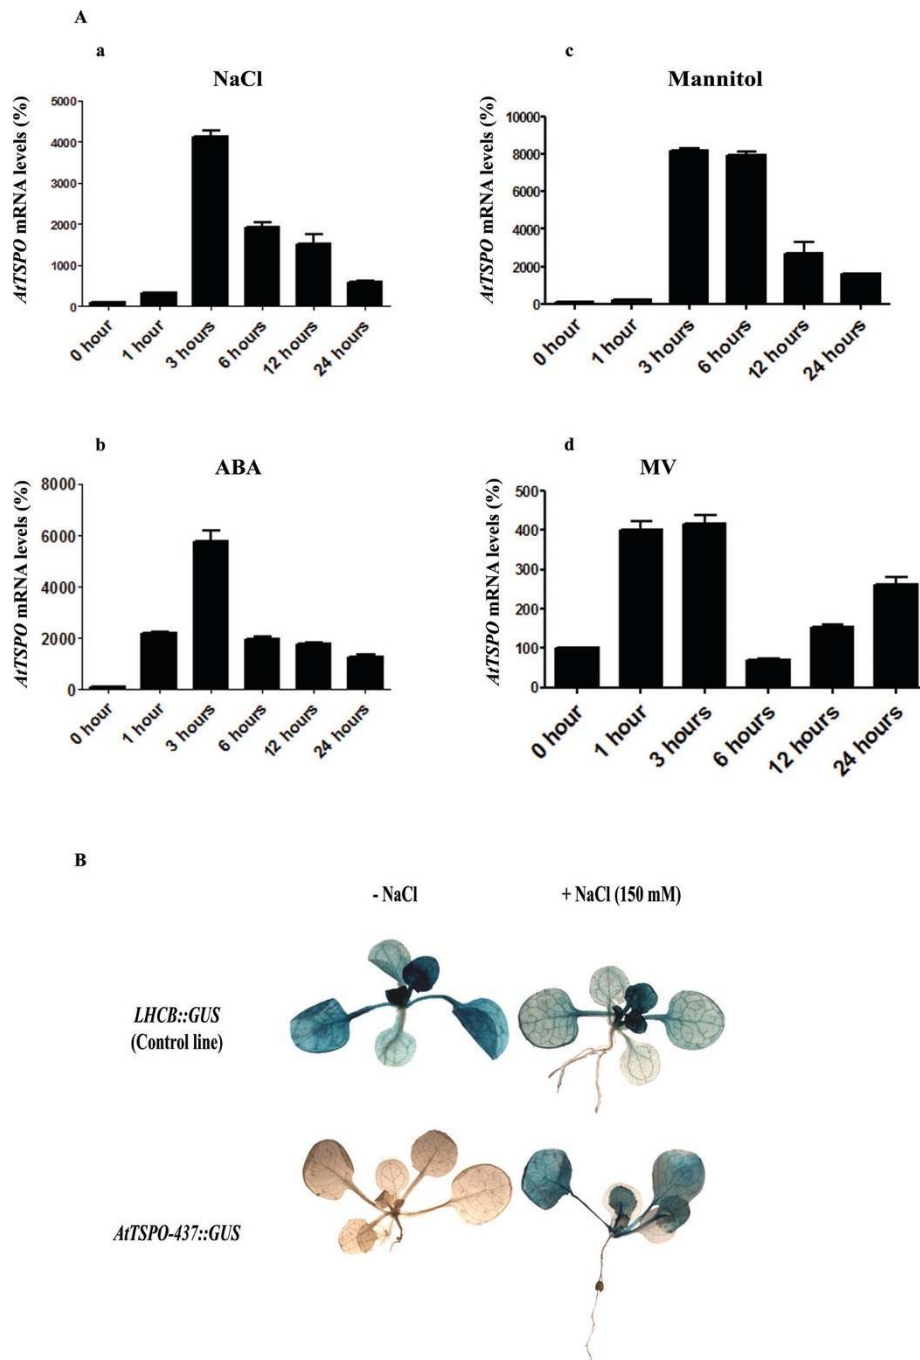 A
a
NaCl
AtTSPO mRNA levels (%)
5000
4000
3000
2000
1000
0
0 hour
1 hour
3 hours
6 hours
12 hours
24 hours
c
Mannitol
AtTSPO mRNA levels (%)
10000
8000
6000
4000
2000
0
0 hour
1 hour
3 hours
6 hours
12 hours
24 hours
b
ABA
AtTSPO mRNA levels (%)
8000
6000
4000
2000
0
0 hour
1 hour
3 hours
6 hours
12 hours
24 hours
d
MV
AtTSPO mRNA levels (%)
500
400
300
200
100
0
0 hour
1 hour
3 hours
6 hours
12 hours
24 hours
B
- NaCl
+ NaCl (150 mM)
LHCB::GUS
(Control line)
AtTSPO-437::GUS